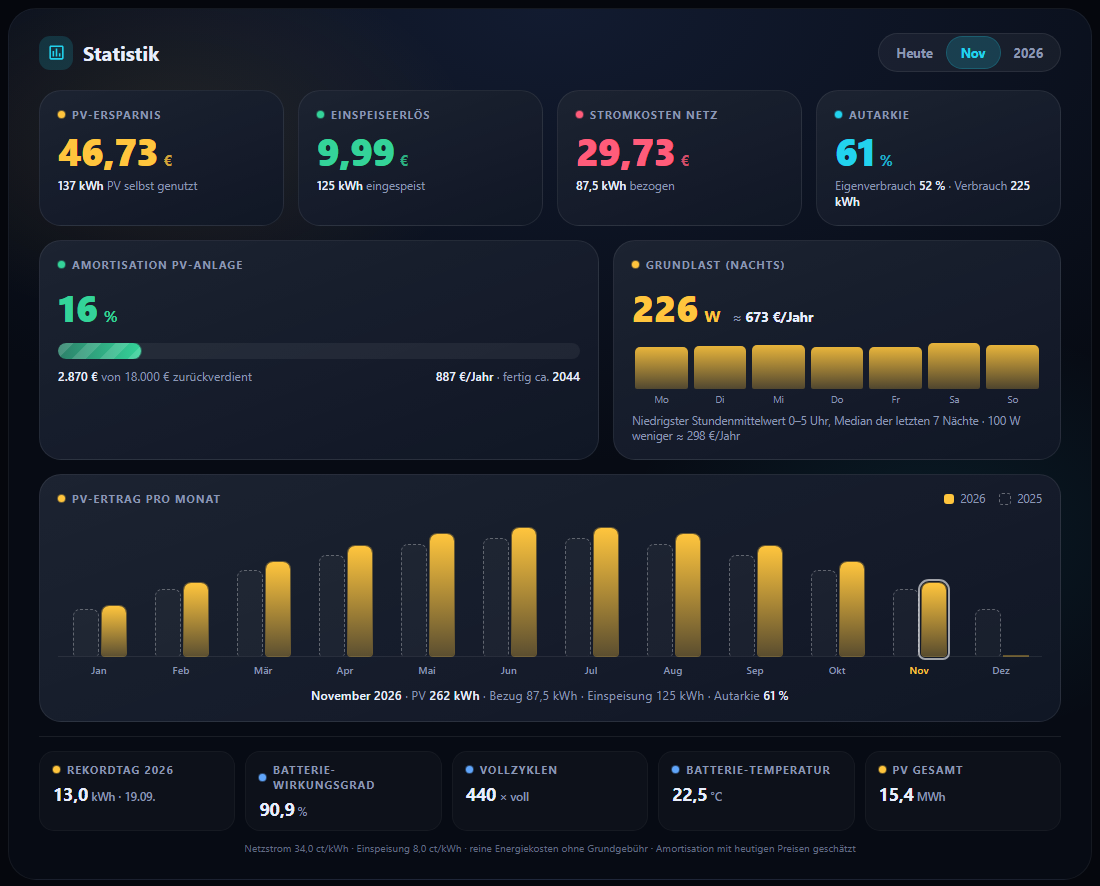 Statistik
Heute Nov 2026
PV-ERSPARNIS
46,73 €
137 kWh PV selbst genutzt
EINSPEISEERLÖS
9,99 €
125 kWh eingespeist
STROMKOSTEN NETZ
29,73 €
87,5 kWh bezogen
AUTARKIE
61 %
Eigenverbrauch 52 % · Verbrauch 225
kWh
AMORTISATION PV-ANLAGE
16 %
2.870 € von 18.000 € zurückverdient
887 €/Jahr · fertig ca. 2044
GRUNDLAST (NACHTS)
226 W ≈ 673 €/Jahr
Mo Di Mi Do Fr Sa So
Niedrigster Stundenmittelwert 0–5 Uhr, Median der letzten 7 Nächte · 100 W
weniger ≈ 298 €/Jahr
PV-ERTRAG PRO MONAT
2026 2025
Jan Feb Mär Apr Mai Jun Jul Aug Sep Okt Nov Dez
November 2026 · PV 262 kWh · Bezug 87,5 kWh · Einspeisung 125 kWh · Autarkie 61 %
REKORDTAG 2026
13,0 kWh · 19.09.
BATTERIE-
WIRKUNGSGRAD
90,9 %
VOLLZYKLEN
440 × voll
BATTERIE-TEMPERATUR
22,5 °C
PV GESAMT
15,4 MWh
Netzstrom 34,0 ct/kWh · Einspeisung 8,0 ct/kWh · reine Energiekosten ohne Grundgebühr · Amortisation mit heutigen Preisen geschätzt